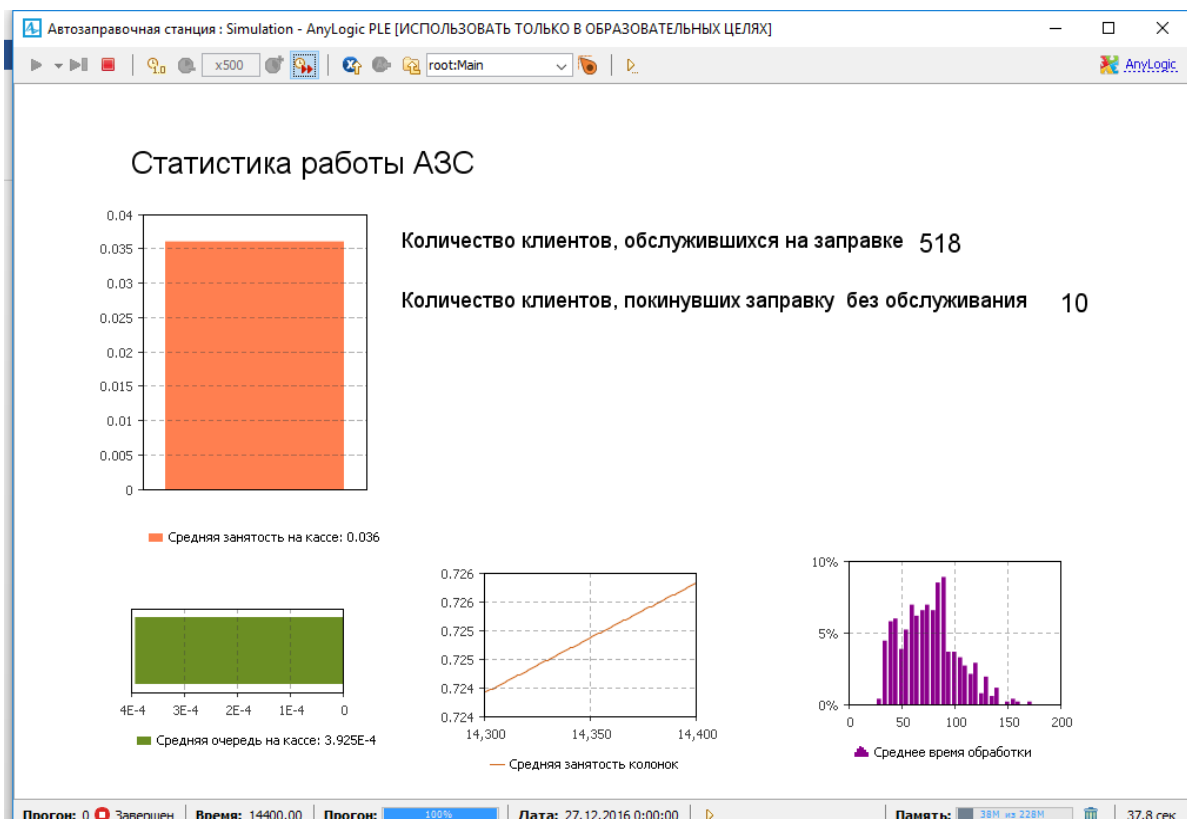 Автозаправочная станция : Simulation - AnyLogic PLE [ИСПОЛЬЗОВАТЬ ТОЛЬКО В ОБРАЗОВАТЕЛЬНЫХ ЦЕЛЯХ]
x500 root:Main AnyLogic
Статистика работы АЗС
0.04
0.035
0.03
0.025
0.02
0.015
0.01
0.005
0
Средняя занятость на кассе: 0.036
Количество клиентов, обслужившихся на заправке 518
Количество клиентов, покинувших заправку без обслуживания 10
4E-4 3E-4 2E-4 1E-4 0
Средняя очередь на кассе: 3.925E-4
0.726
0.726
0.725
0.725
0.724
0.724
14,300 14,350 14,400
Средняя занятость колонок
10%
5%
0%
0 50 100 150 200
Среднее время обработки
Прогон: 0 Завершен Время: 14400.00 Прогон: 100% Дата: 27.12.2016 0:00:00 Память: 38M из 228M 37.8 сек